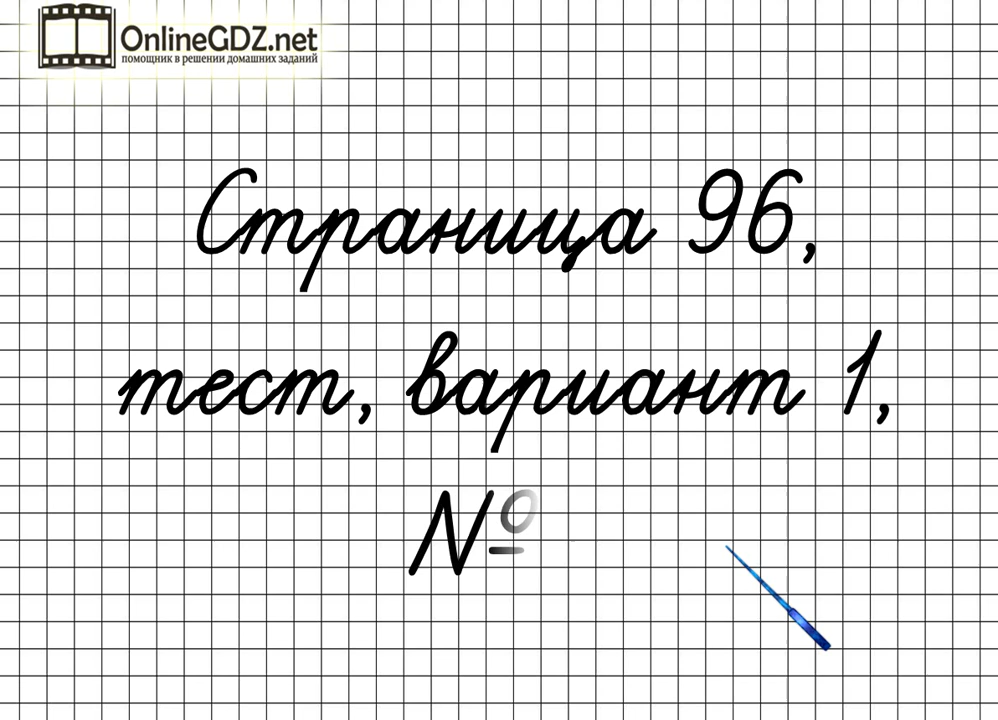 OnlineGDZ.net
помощник в решении домашних заданий
Страница 96,
тест, вариант 1,
№